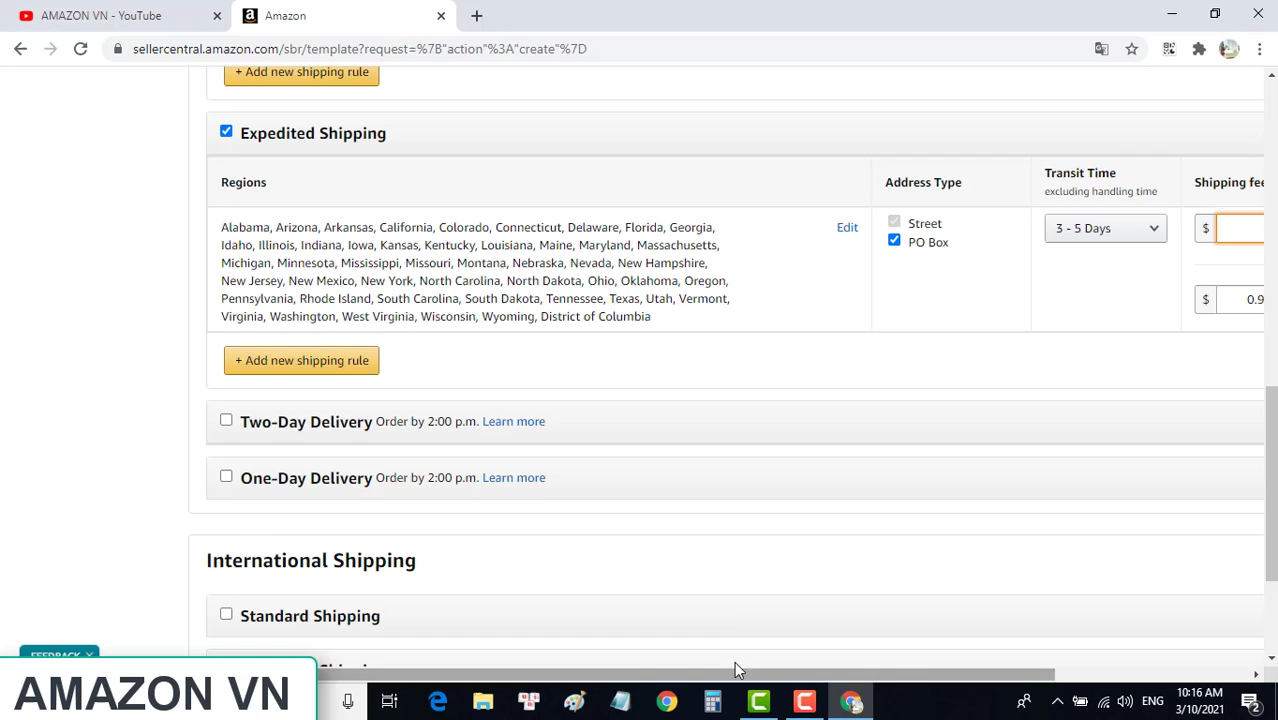 AMAZON VN - YouTube
Amazon
sellercentral.amazon.com/sbr/template?request=%7B"action"%3A"create"%7D
+ Add new shipping rule
Expedited Shipping
Regions
Address Type
Transit Time
excluding handling time
Shipping fee
Alabama, Arizona, Arkansas, California, Colorado, Connecticut, Delaware, Florida, Georgia,
Idaho, Illinois, Indiana, Iowa, Kansas, Kentucky, Louisiana, Maine, Maryland, Massachusetts,
Michigan, Minnesota, Mississippi, Missouri, Montana, Nebraska, Nevada, New Hampshire,
New Jersey, New Mexico, New York, North Carolina, North Dakota, Ohio, Oklahoma, Oregon,
Pennsylvania, Rhode Island, South Carolina, South Dakota, Tennessee, Texas, Utah, Vermont,
Virginia, Washington, West Virginia, Wisconsin, Wyoming, District of Columbia
Edit
Street
PO Box
3 - 5 Days
$
$ 0.9
+ Add new shipping rule
Two-Day Delivery Order by 2:00 p.m. Learn more
One-Day Delivery Order by 2:00 p.m. Learn more
International Shipping
Standard Shipping
FEEDBACK
AMAZON VN
ENG
10:16 AM
3/10/2021
2